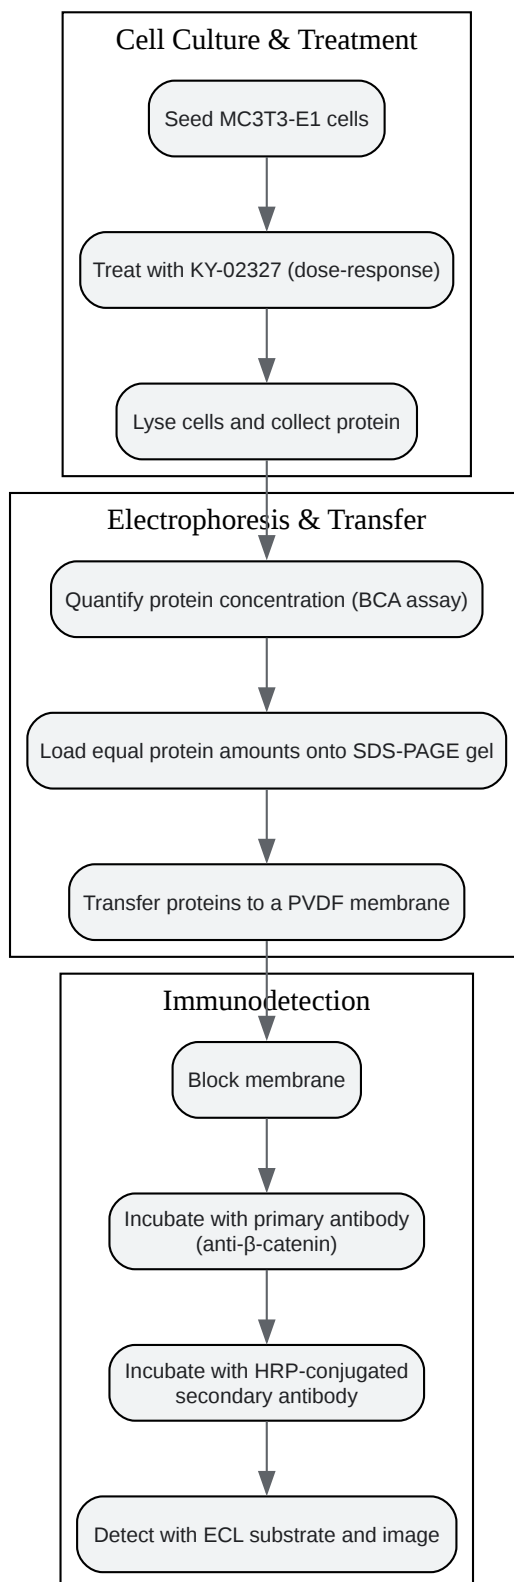 Cell Culture & Treatment
Seed MC3T3-E1 cells
Treat with KY-02327 (dose-response)
Lyse cells and collect protein
Electrophoresis & Transfer
Quantify protein concentration (BCA assay)
Load equal protein amounts onto SDS-PAGE gel
Transfer proteins to a PVDF membrane
Immunodetection
Block membrane
Incubate with primary antibody
(anti-β-catenin)
Incubate with HRP-conjugated
secondary antibody
Detect with ECL substrate and image